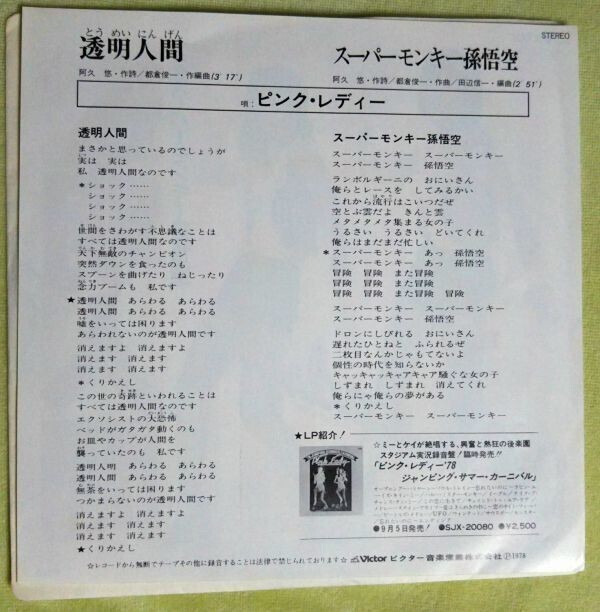 とうめいにんげん
透明人間
阿久　悠・作詩／都倉俊一・作編曲(3′17″)
スーパーモンキー孫悟空
阿久　悠・作詩／都倉俊一・作曲／田辺信一・編曲(2′51″)
STEREO
唄：ピンク・レディー
透明人間
まさかと思っているのでしょうが
実は　実は
私　透明人間なのです
＊ショック……
ショック……
ショック……
ショック……
世間をさわがす不思議なことは
すべては透明人間なのです
天下無敵のチャンピオン
突然ダウンを食ったのも
スプーンを曲げたり　ねじったり
念力ブームも　私です
★透明人間　あらわる　あらわる
透明人間　あらわる　あらわる
嘘をいっては困ります
あらわれないのが透明人間です
消えますよ　消えますよ
消えます　消えます
消えます　消えます
＊くりかえし
この世の奇跡といわれることは
すべては透明人間なのです
エクソシストの大恐怖
ベッドがガタガタ動くのも
お皿やカップが人間を
襲っていたのも　私です
透明人明　あらわる　あらわる
透明人間　あらわる　あらわる
無茶をいっては困ります
つかまらないのが透明人間です
消えますよ　消えますよ
消えます　消えます
消えます　消えます
★くりかえし
スーパーモンキー孫悟空
スーパーモンキー　スーパーモンキー
スーパーモンキー　孫悟空
ランボルギーニの　おにいさん
俺らとレースを　してみるかい
これから流行はこいつだぜ
空とぶ雲だよ　きんと雲
メタメタメタ集まる女の子
うるさい　うるさい　どいてくれ
俺らはまだまだ忙しい
＊スーパーモンキー　あっ　孫悟空
スーパーモンキー　あっ　孫悟空
冒険　冒険　また冒険
冒険　冒険　また冒険
冒険　冒険　また冒険　冒険
スーパーモンキー　スーパーモンキー
スーパーモンキー　孫悟空
ドロンにしびれる　おにいさん
遅れたひとねと　ふられるぜ
二枚目なんかじゃもてないよ
個性の時代を知らないか
キャッキャッキャアキャア騒ぐ女の子
しずまれ　しずまれ　消えてくれ
俺らにゃ俺らの夢がある
＊くりかえし
スーパーモンキー　スーパーモンキー
★LP紹介！
☆ミーとケイが絶唱する、興奮と熱狂の後楽園
スタジアム実況録音盤！臨時発売!!
「ピンク・レディー'78
ジャンピング・サマー・カーニバル」
●9月5日発売！　●SJX-20080　●¥2,500
☆レコードから無断でテープその他に録音することは法律で禁じられております☆
Victor ビクター音楽産業株式会社 Ⓟ1978